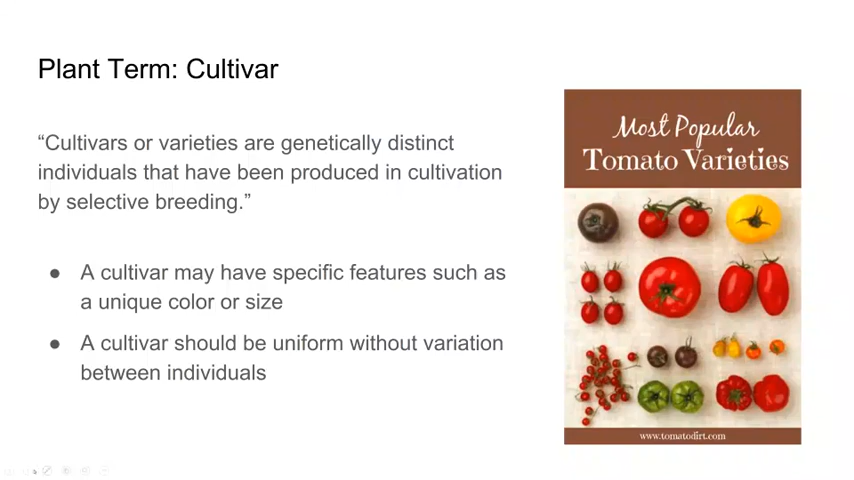 Plant Term: Cultivar
“Cultivars or varieties are genetically distinct
individuals that have been produced in cultivation
by selective breeding.”
● A cultivar may have specific features such as
a unique color or size
● A cultivar should be uniform without variation
between individuals
Most Popular
Tomato Varieties
www.tomatodirt.com